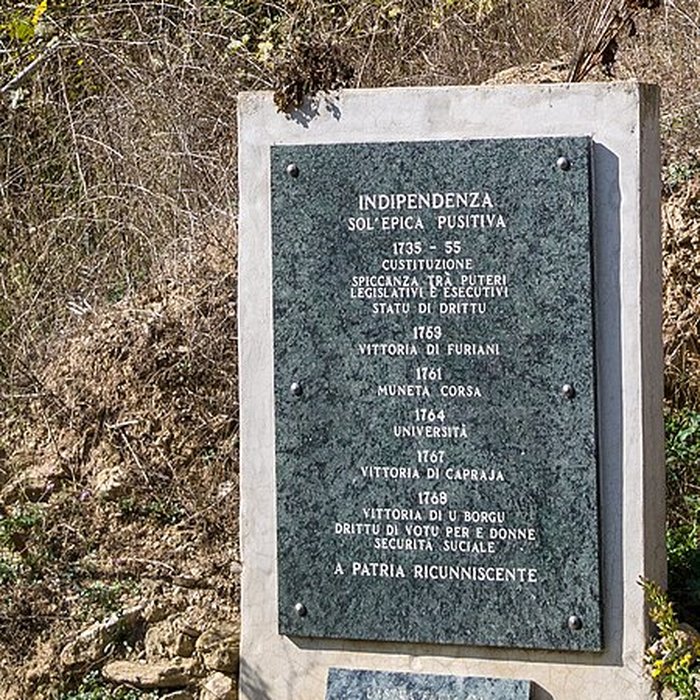 INDIPENDENZA
SOL'EPICA PUSITIVA
1735 - 55
CUSTITUZIONE
SPICCANZA TRÀ PUTERI
LEGISLATIVI È ESECUTIVI
STATU DI DRITTU
1763
VITTORIA DI FURIANI
1761
MUNETA CORSA
1764
UNIVERSITÀ
1767
VITTORIA DI CAPRAJA
1768
VITTORIA DI U BORGU
DRITTU DI VOTU PER E DONNE
SECURITÀ SUCIALE
A PATRIA RICUNNISCENTE